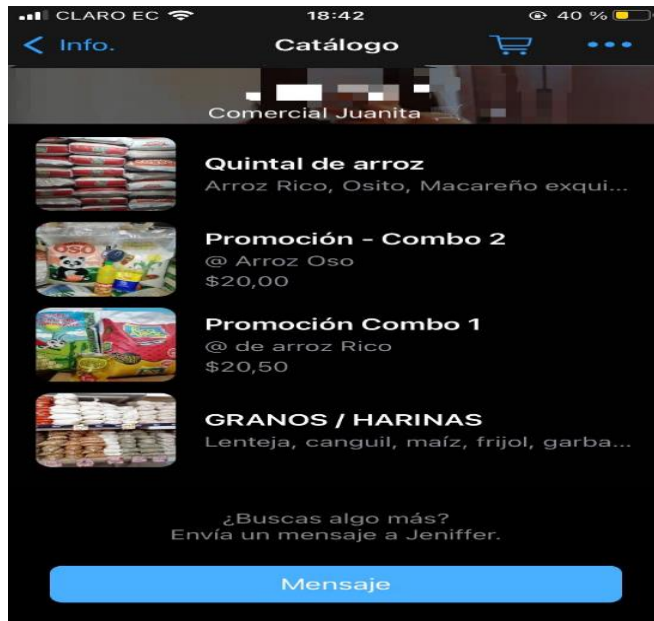 CLARO EC 18:42 40 %
Info. Catálogo
Comercial Juanita
Quintal de arroz
Arroz Rico, Osito, Macareño exqui...
Promoción - Combo 2
@ Arroz Oso
$20,00
Promoción Combo 1
@ de arroz Rico
$20,50
GRANOS / HARINAS
Lenteja, canguil, maíz, frijol, garba...
¿Buscas algo más?
Envía un mensaje a Jeniffer.
Mensaje